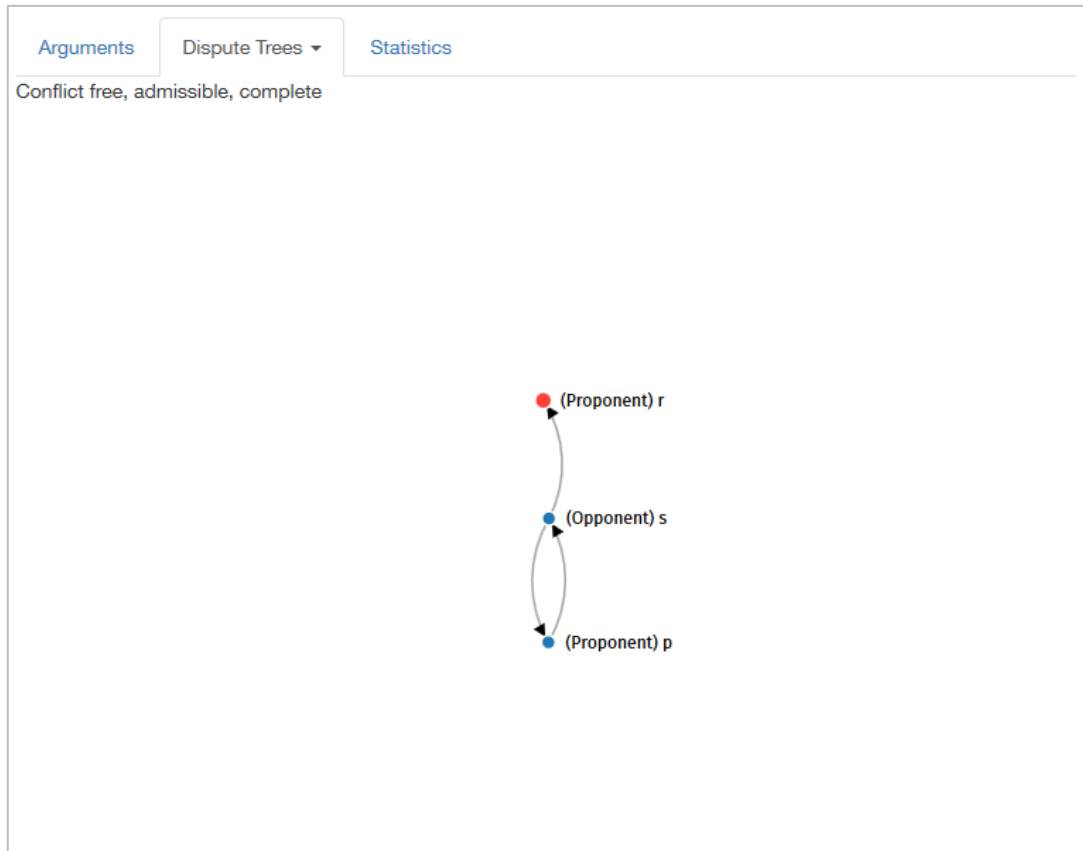 Arguments Dispute Trees Statistics
Conflict free, admissible, complete
(Proponent) r
(Opponent) s
(Proponent) p